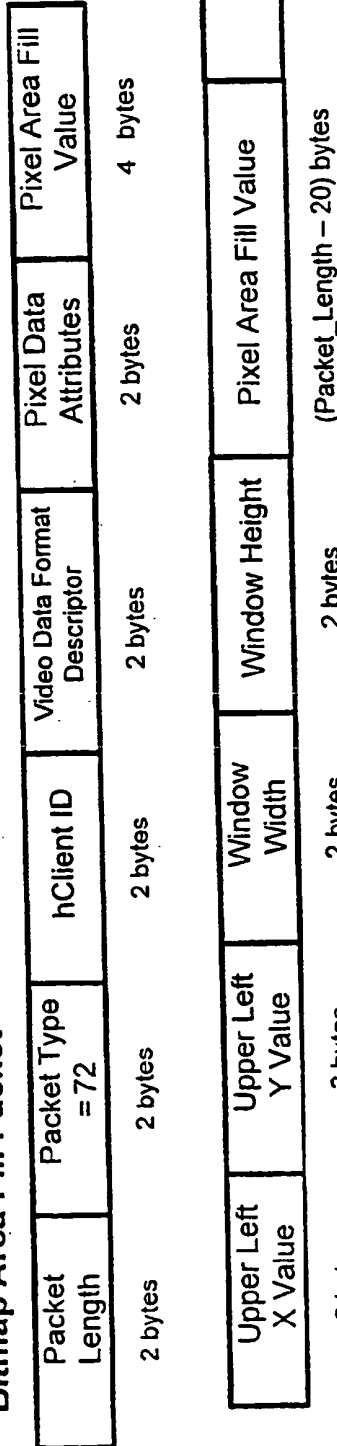 Bitmap Area Fill Packet
Packet
Length
Packet Type
= 72
hClient ID
Video Data Format
Descriptor
Pixel Data
Attributes
Pixel Area Fill
Value
2 bytes
2 bytes
2 bytes
2 bytes
2 bytes
4 bytes
Upper Left
X Value
Upper Left
Y Value
Window
Width
Window Height
Pixel Area Fill Value
2 bytes
2 bytes
2 bytes
(Packet_Length – 20) bytes